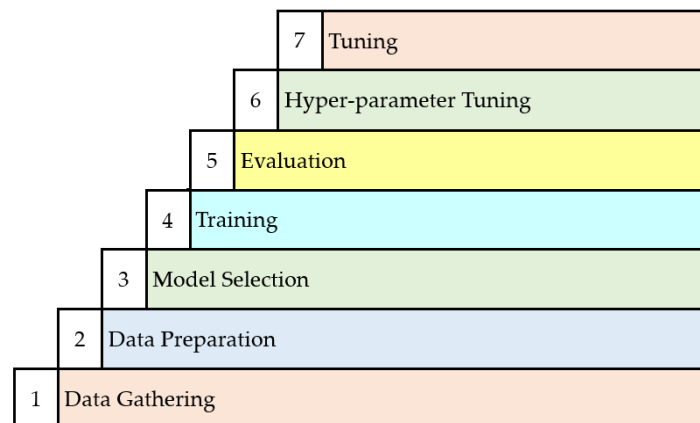 7 Tuning
6 Hyper-parameter Tuning
5 Evaluation
4 Training
3 Model Selection
2 Data Preparation
1 Data Gathering